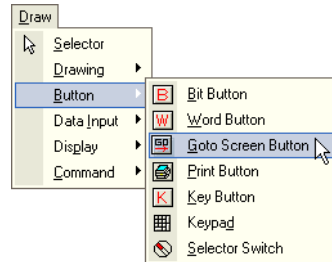 Draw
Selector
Drawing
Button
Data Input
Display
Command
B Bit Button
W Word Button
GO Goto Screen Button
Print Button
K Key Button
Keypad
Selector Switch